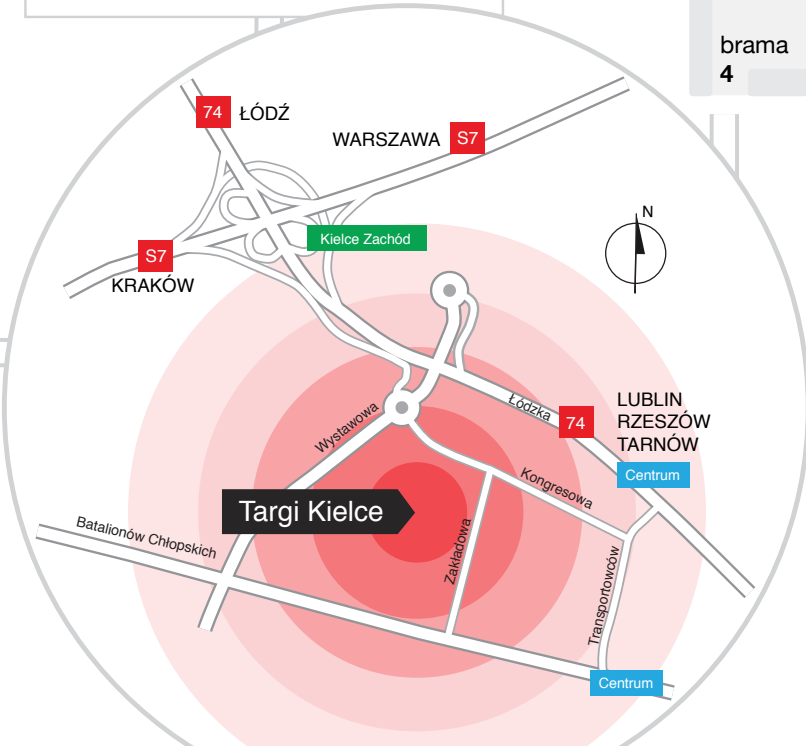 brama
4
74 ŁÓDŹ
WARSZAWA S7
Kielce Zachód
S7
KRAKÓW
N
Łódzka
74
LUBLIN
RZESZÓW
TARNÓW
Centrum
Wystawowa
Kongresowa
Targi Kielce
Batalionów Chłopskich
Zakładowa
Transportowców
Centrum